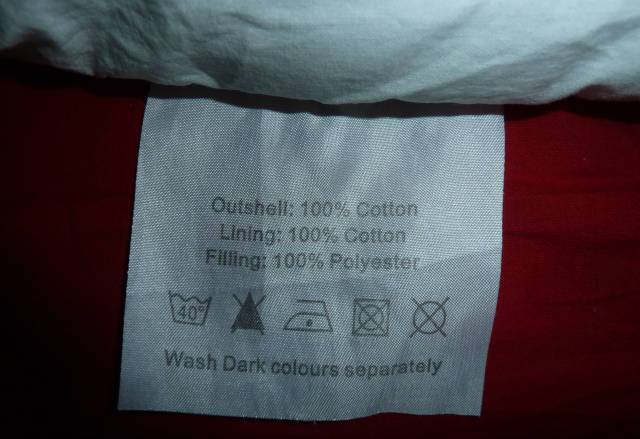 Outshell: 100% Cotton
Lining: 100% Cotton
Filling: 100% Polyester
40°
Wash Dark colours separately